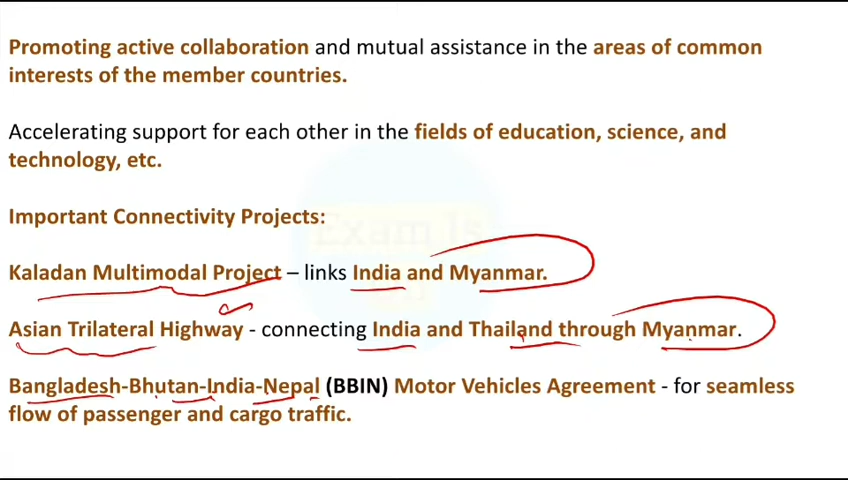 Promoting active collaboration and mutual assistance in the areas of common
interests of the member countries.
Accelerating support for each other in the fields of education, science, and
technology, etc.
Important Connectivity Projects:
Exam Is
Kaladan Multimodal Project – links India and Myanmar.
Asian Trilateral Highway - connecting India and Thailand through Myanmar.
Bangladesh-Bhutan-India-Nepal (BBIN) Motor Vehicles Agreement - for seamless
flow of passenger and cargo traffic.